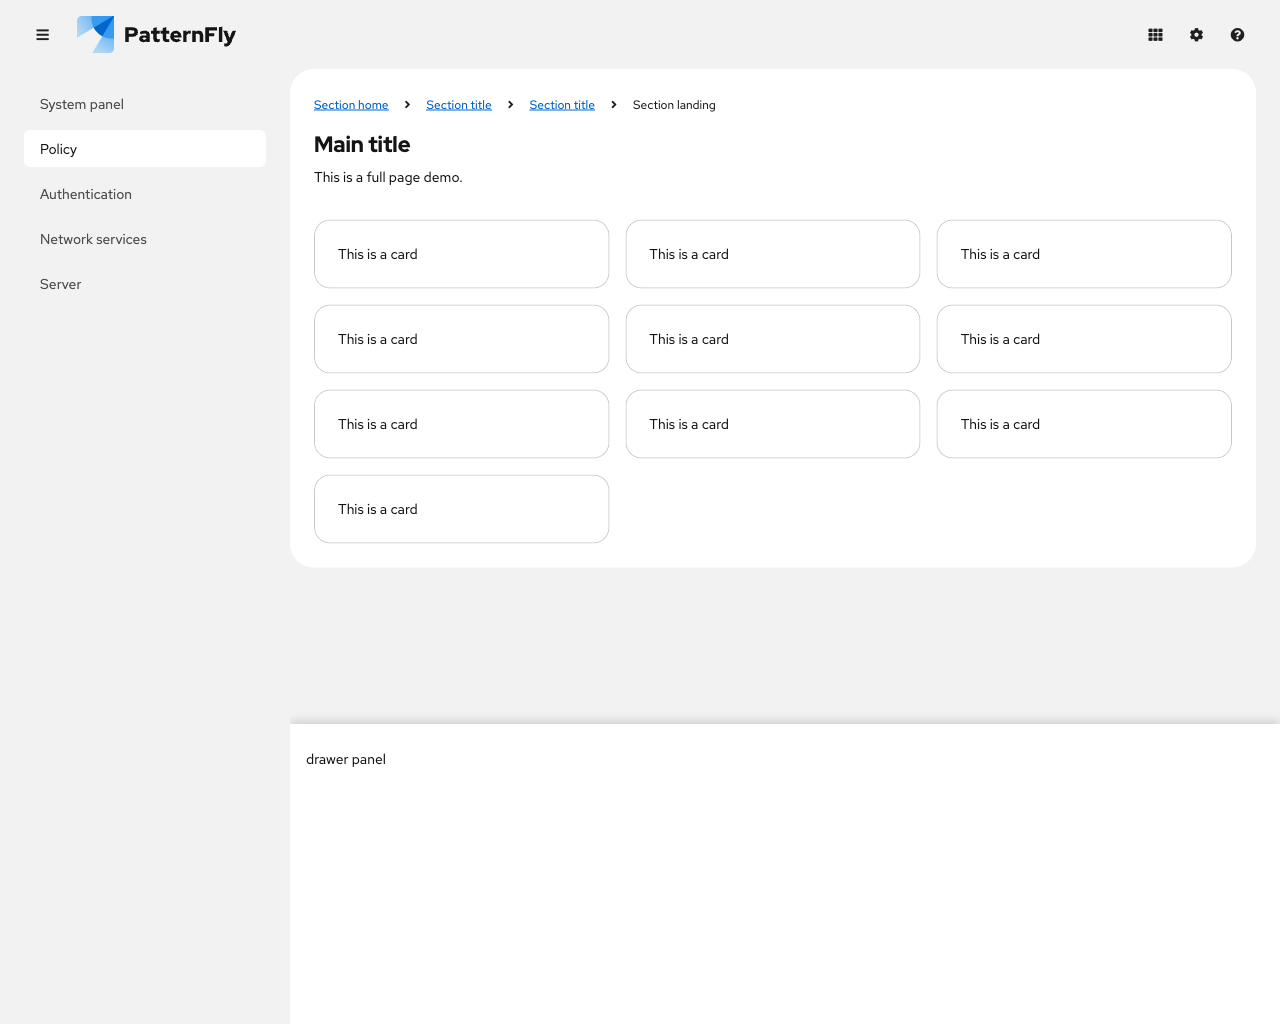 PatternFly
System panel
Policy
Authentication
Network services
Server
Section home Section title Section title Section landing
Main title
This is a full page demo.
This is a card This is a card This is a card
This is a card This is a card This is a card
This is a card This is a card This is a card
This is a card
drawer panel